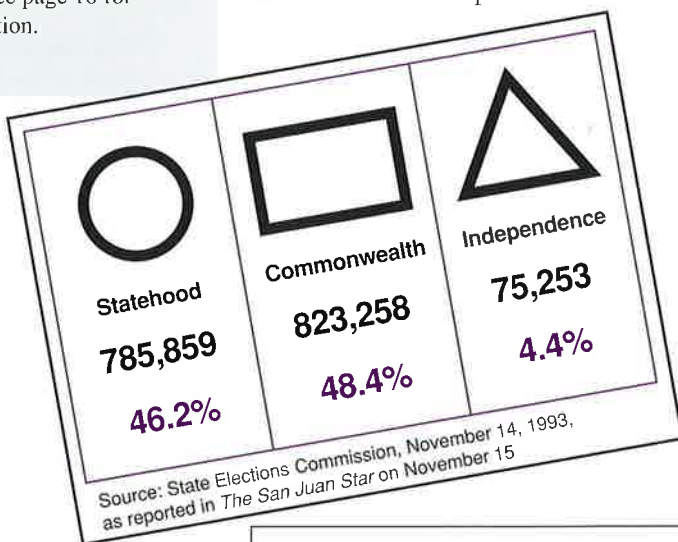 tion.
Statehood
785,859
46.2%
Commonwealth
823,258
48.4%
Independence
75,253
4.4%
Source: State Elections Commission, November 14, 1993,
as reported in The San Juan Star on November 15